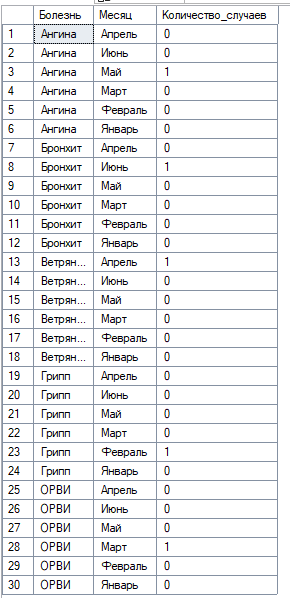 Болезнь Месяц Количество_случаев
1 Ангина Апрель 0
2 Ангина Июнь 0
3 Ангина Май 1
4 Ангина Март 0
5 Ангина Февраль 0
6 Ангина Январь 0
7 Бронхит Апрель 0
8 Бронхит Июнь 1
9 Бронхит Май 0
10 Бронхит Март 0
11 Бронхит Февраль 0
12 Бронхит Январь 0
13 Ветрян... Апрель 1
14 Ветрян... Июнь 0
15 Ветрян... Май 0
16 Ветрян... Март 0
17 Ветрян... Февраль 0
18 Ветрян... Январь 0
19 Грипп Апрель 0
20 Грипп Июнь 0
21 Грипп Май 0
22 Грипп Март 0
23 Грипп Февраль 1
24 Грипп Январь 0
25 ОРВИ Апрель 0
26 ОРВИ Июнь 0
27 ОРВИ Май 0
28 ОРВИ Март 1
29 ОРВИ Февраль 0
30 ОРВИ Январь 0